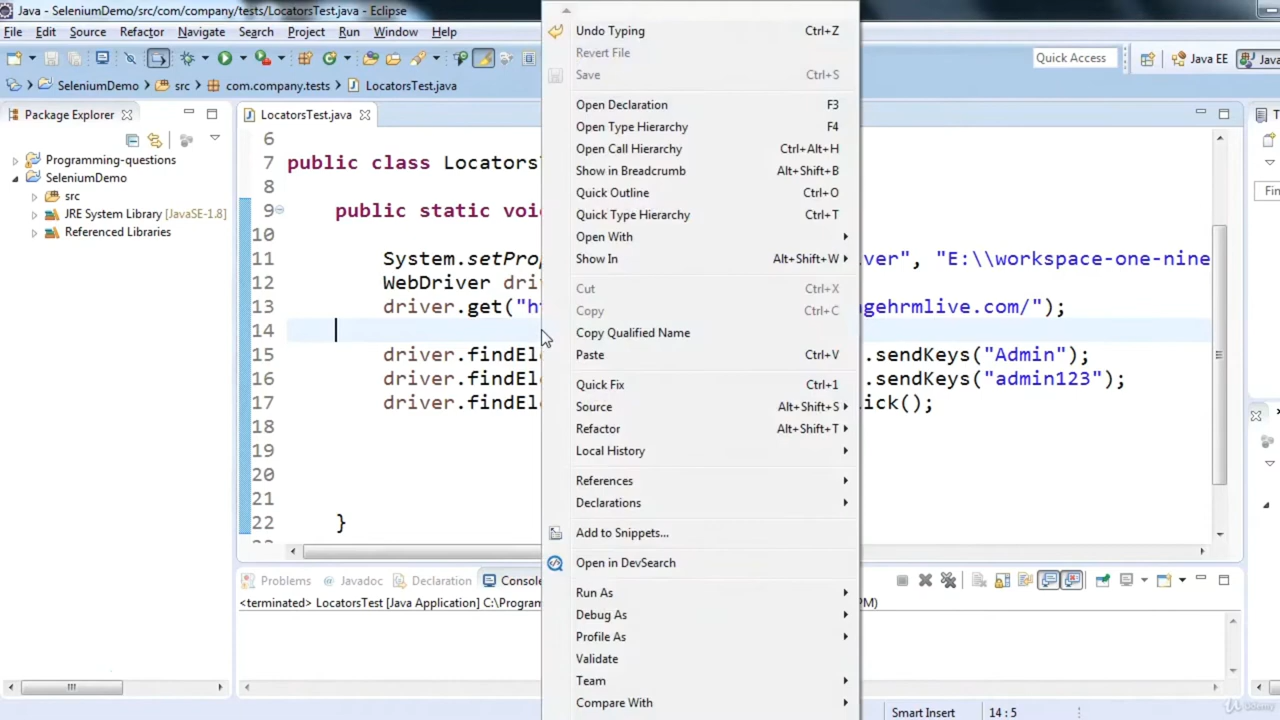 Java - SeleniumDemo/src/com/company/tests/LocatorsTest.java - Eclipse
File Edit Source Refactor Navigate Search Project Run Window Help
Quick Access Java EE Java
SeleniumDemo src com.company.tests LocatorsTest.java
Package Explorer
Programming-questions
SeleniumDemo
src
JRE System Library [JavaSE-1.8]
Referenced Libraries
LocatorsTest.java
6
7 public class Locators
8
9 public static voi
10
11 System.setProp ver", "E:\\workspace-one-nine
12 WebDriver dri
13 driver.get("h gehrmlive.com/");
14
15 driver.findEl .sendKeys("Admin");
16 driver.findEl .sendKeys("admin123");
17 driver.findEl ick();
18
19
20
21
22 }
Undo Typing Ctrl+Z
Revert File
Save Ctrl+S
Open Declaration F3
Open Type Hierarchy F4
Open Call Hierarchy Ctrl+Alt+H
Show in Breadcrumb Alt+Shift+B
Quick Outline Ctrl+O
Quick Type Hierarchy Ctrl+T
Open With
Show In Alt+Shift+W
Cut Ctrl+X
Copy Ctrl+C
Copy Qualified Name
Paste Ctrl+V
Quick Fix Ctrl+1
Source Alt+Shift+S
Refactor Alt+Shift+T
Local History
References
Declarations
Add to Snippets...
Open in DevSearch
Run As
Debug As
Profile As
Validate
Team
Compare With
T
Fin
Problems Javadoc Declaration Console
<terminated> LocatorsTest [Java Application] C:\Progra PM)
Smart Insert 14 : 5
Udemy